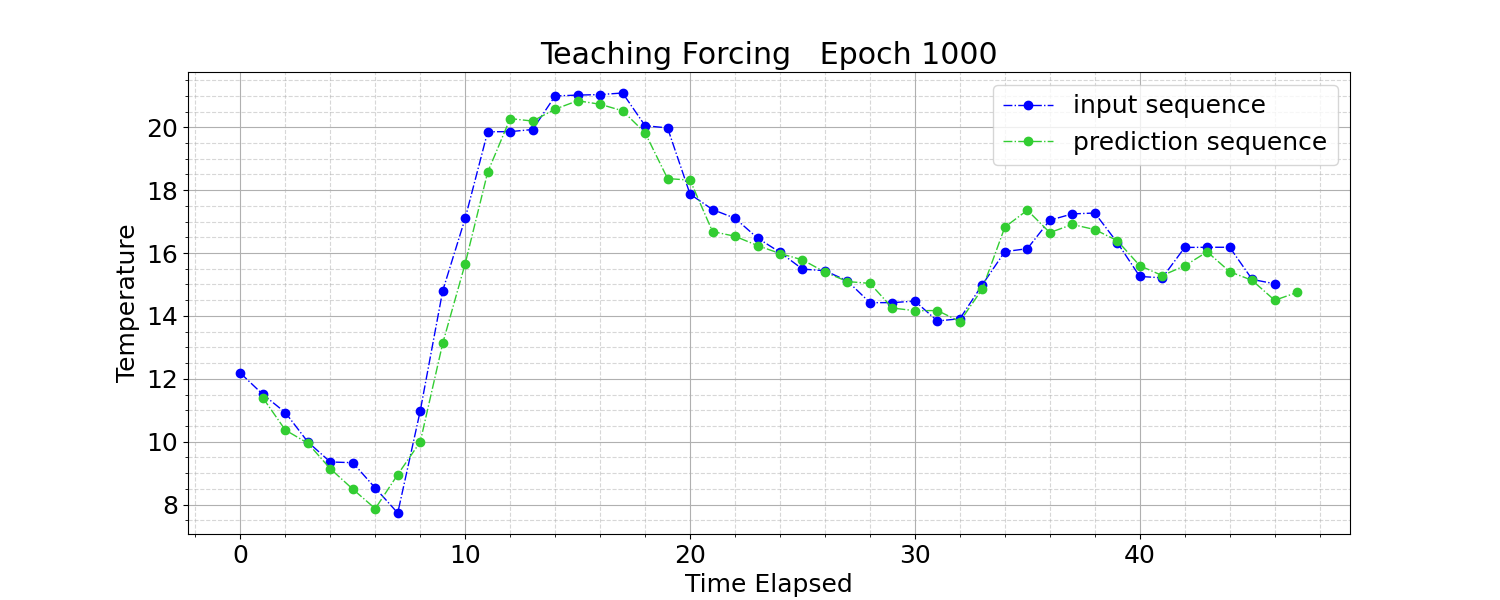 Teaching Forcing   Epoch 1000
input sequence
prediction sequence
Temperature
20
18
16
14
12
10
8
0 10 20 30 40
Time Elapsed